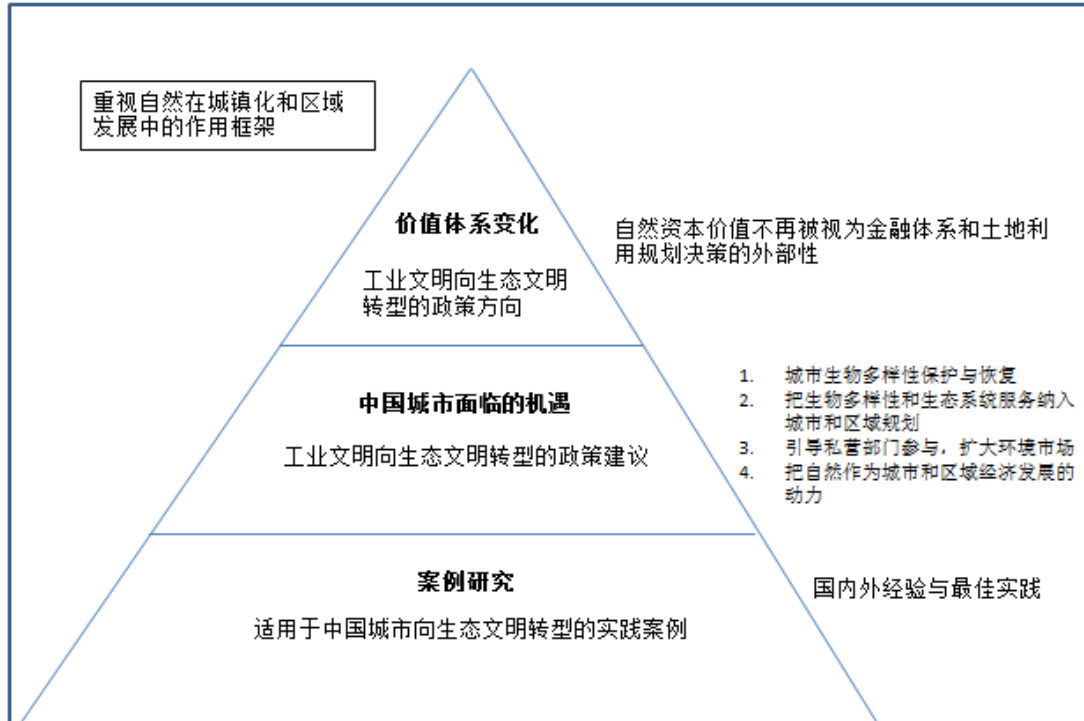 重视自然在城镇化和区域
发展中的作用框架
价值体系变化
工业文明向生态文明
转型的政策方向
自然资本价值不再被视为金融体系和土地利
用规划决策的外部性
中国城市面临的机遇
工业文明向生态文明转型的政策建议
1. 城市生物多样性保护与恢复
2. 把生物多样性和生态系统服务纳入
城市和区域规划
3. 引导私营部门参与，扩大环境市场
4. 把自然作为城市和区域经济发展的
动力
案例研究
适用于中国城市向生态文明转型的实践案例
国内外经验与最佳实践